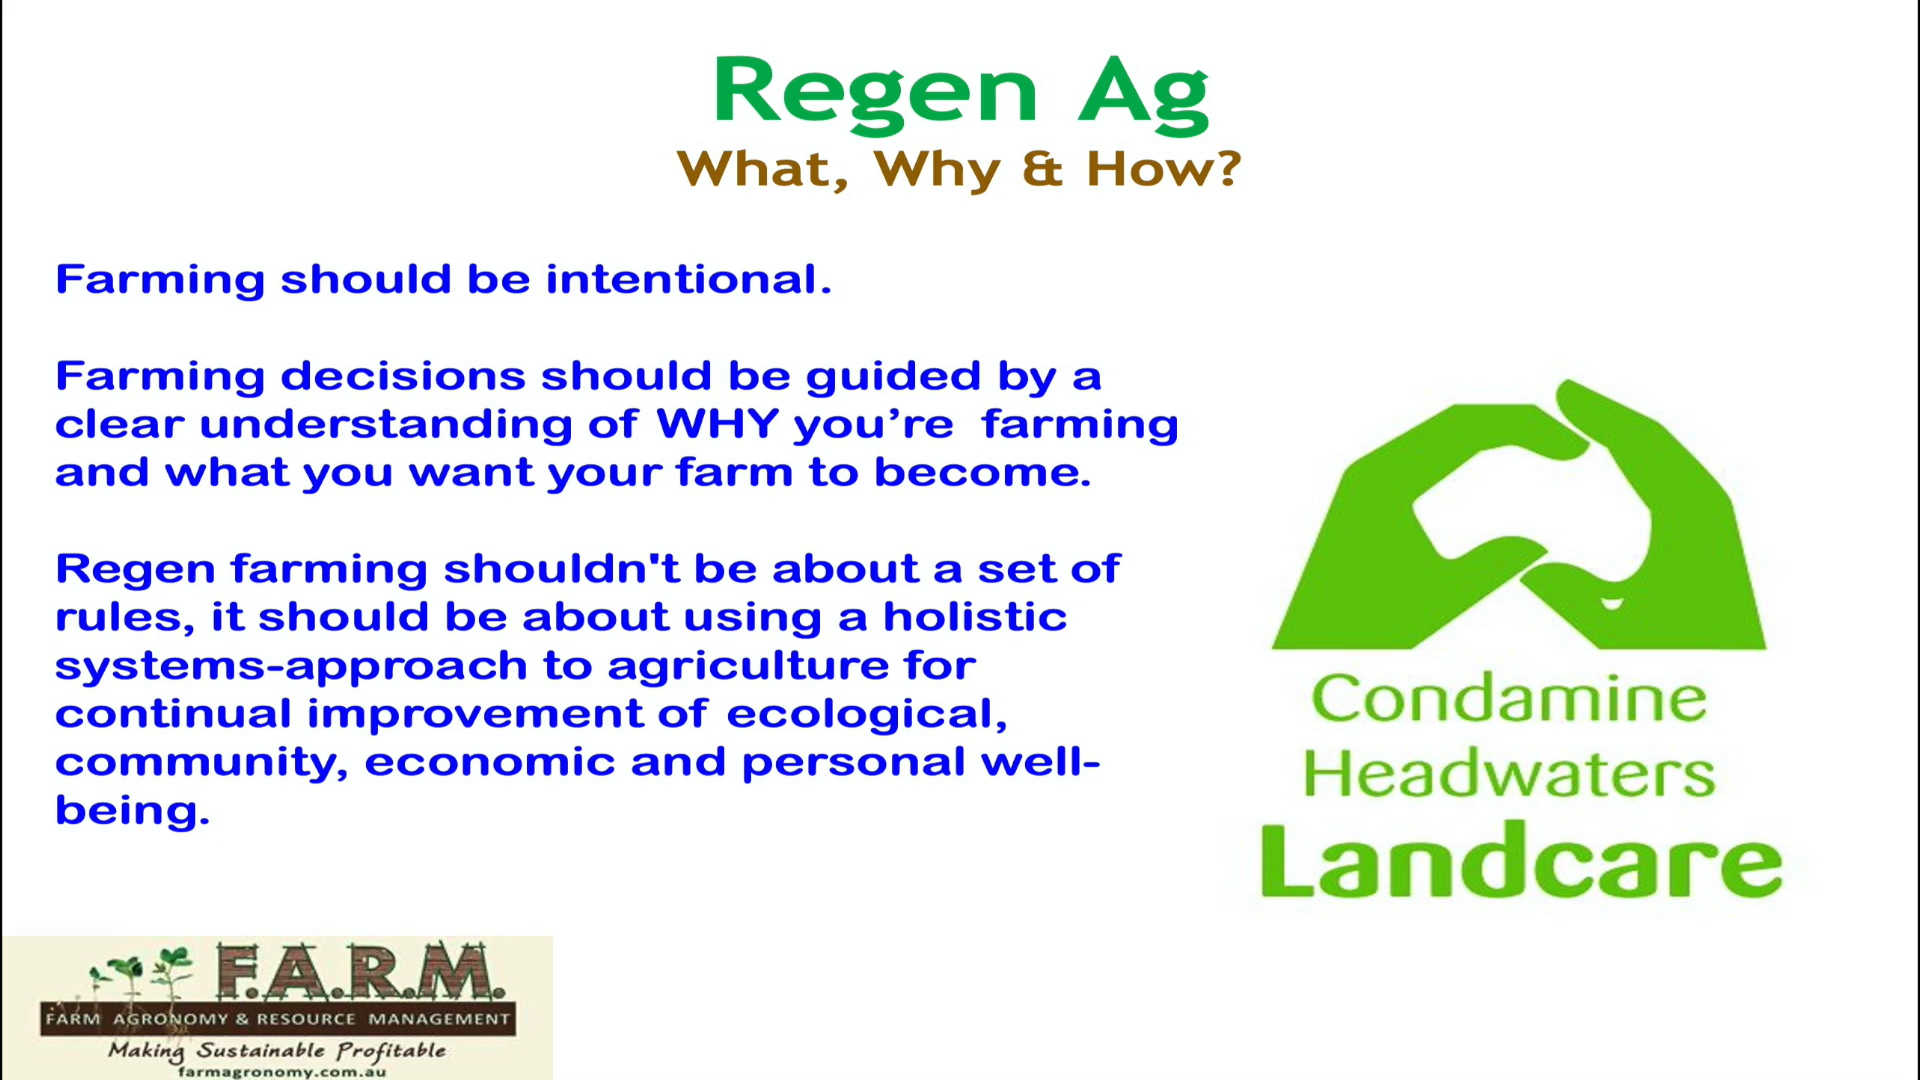 Regen Ag
What, Why & How?
Farming should be intentional.
Farming decisions should be guided by a
clear understanding of WHY you’re  farming
and what you want your farm to become.
Regen farming shouldn't be about a set of
rules, it should be about using a holistic
systems-approach to agriculture for
continual improvement of ecological,
community, economic and personal well-
being.
Condamine
Headwaters
Landcare
F.A.R.M.
FARM AGRONOMY & RESOURCE MANAGEMENT
Making Sustainable Profitable
farmagronomy.com.au